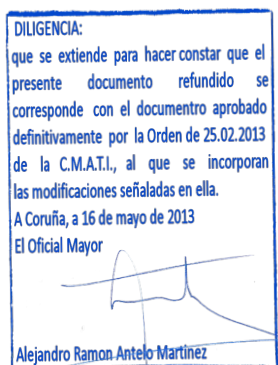 DILIGENCIA:
que se extiende para hacer constar que el
presente documento refundido se
corresponde con el documentro aprobado
definitivamente por la Orden de 25.02.2013
de la C.M.A.T.I., al que se incorporan
las modificaciones señaladas en ella.
A Coruña, a 16 de mayo de 2013
El Oficial Mayor
Alejandro Ramon Antelo Martinez